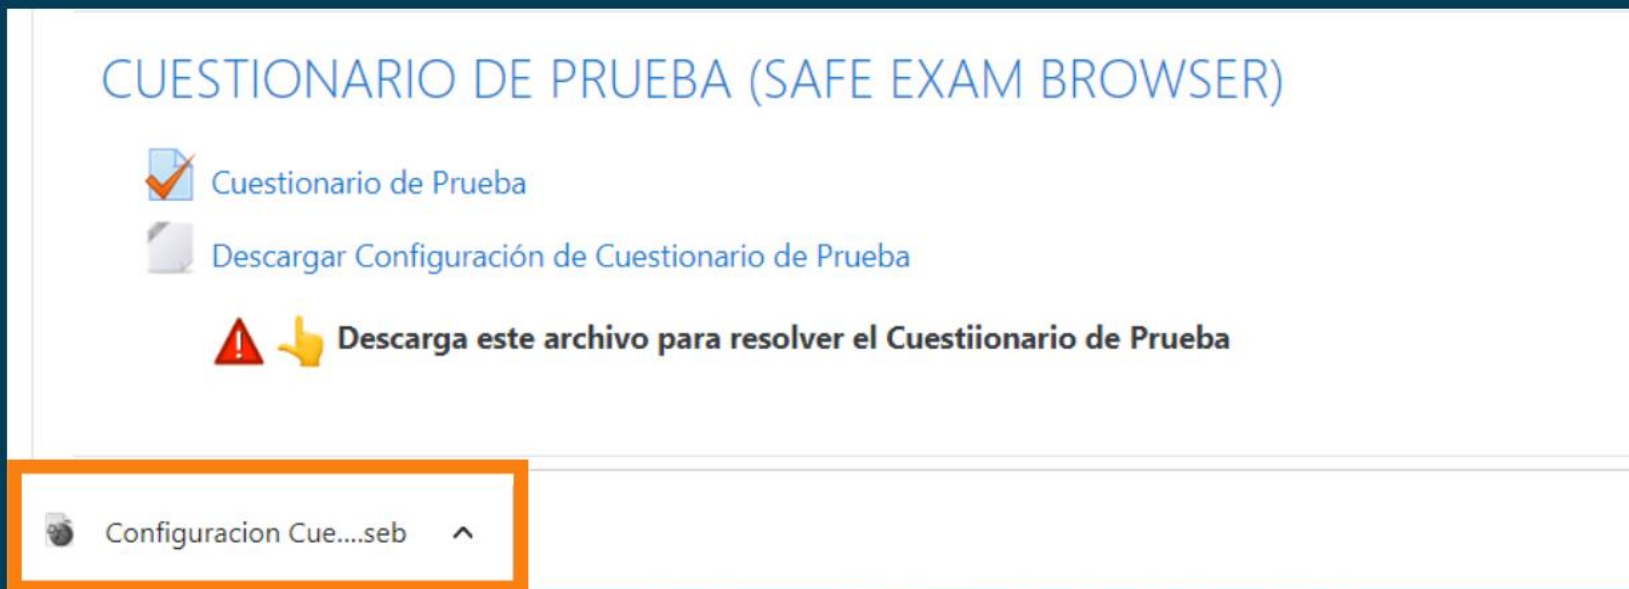 CUESTIONARIO DE PRUEBA (SAFE EXAM BROWSER)
Cuestionario de Prueba
Descargar Configuración de Cuestionario de Prueba
Descarga este archivo para resolver el Cuestiionario de Prueba
Configuracion Cue....seb